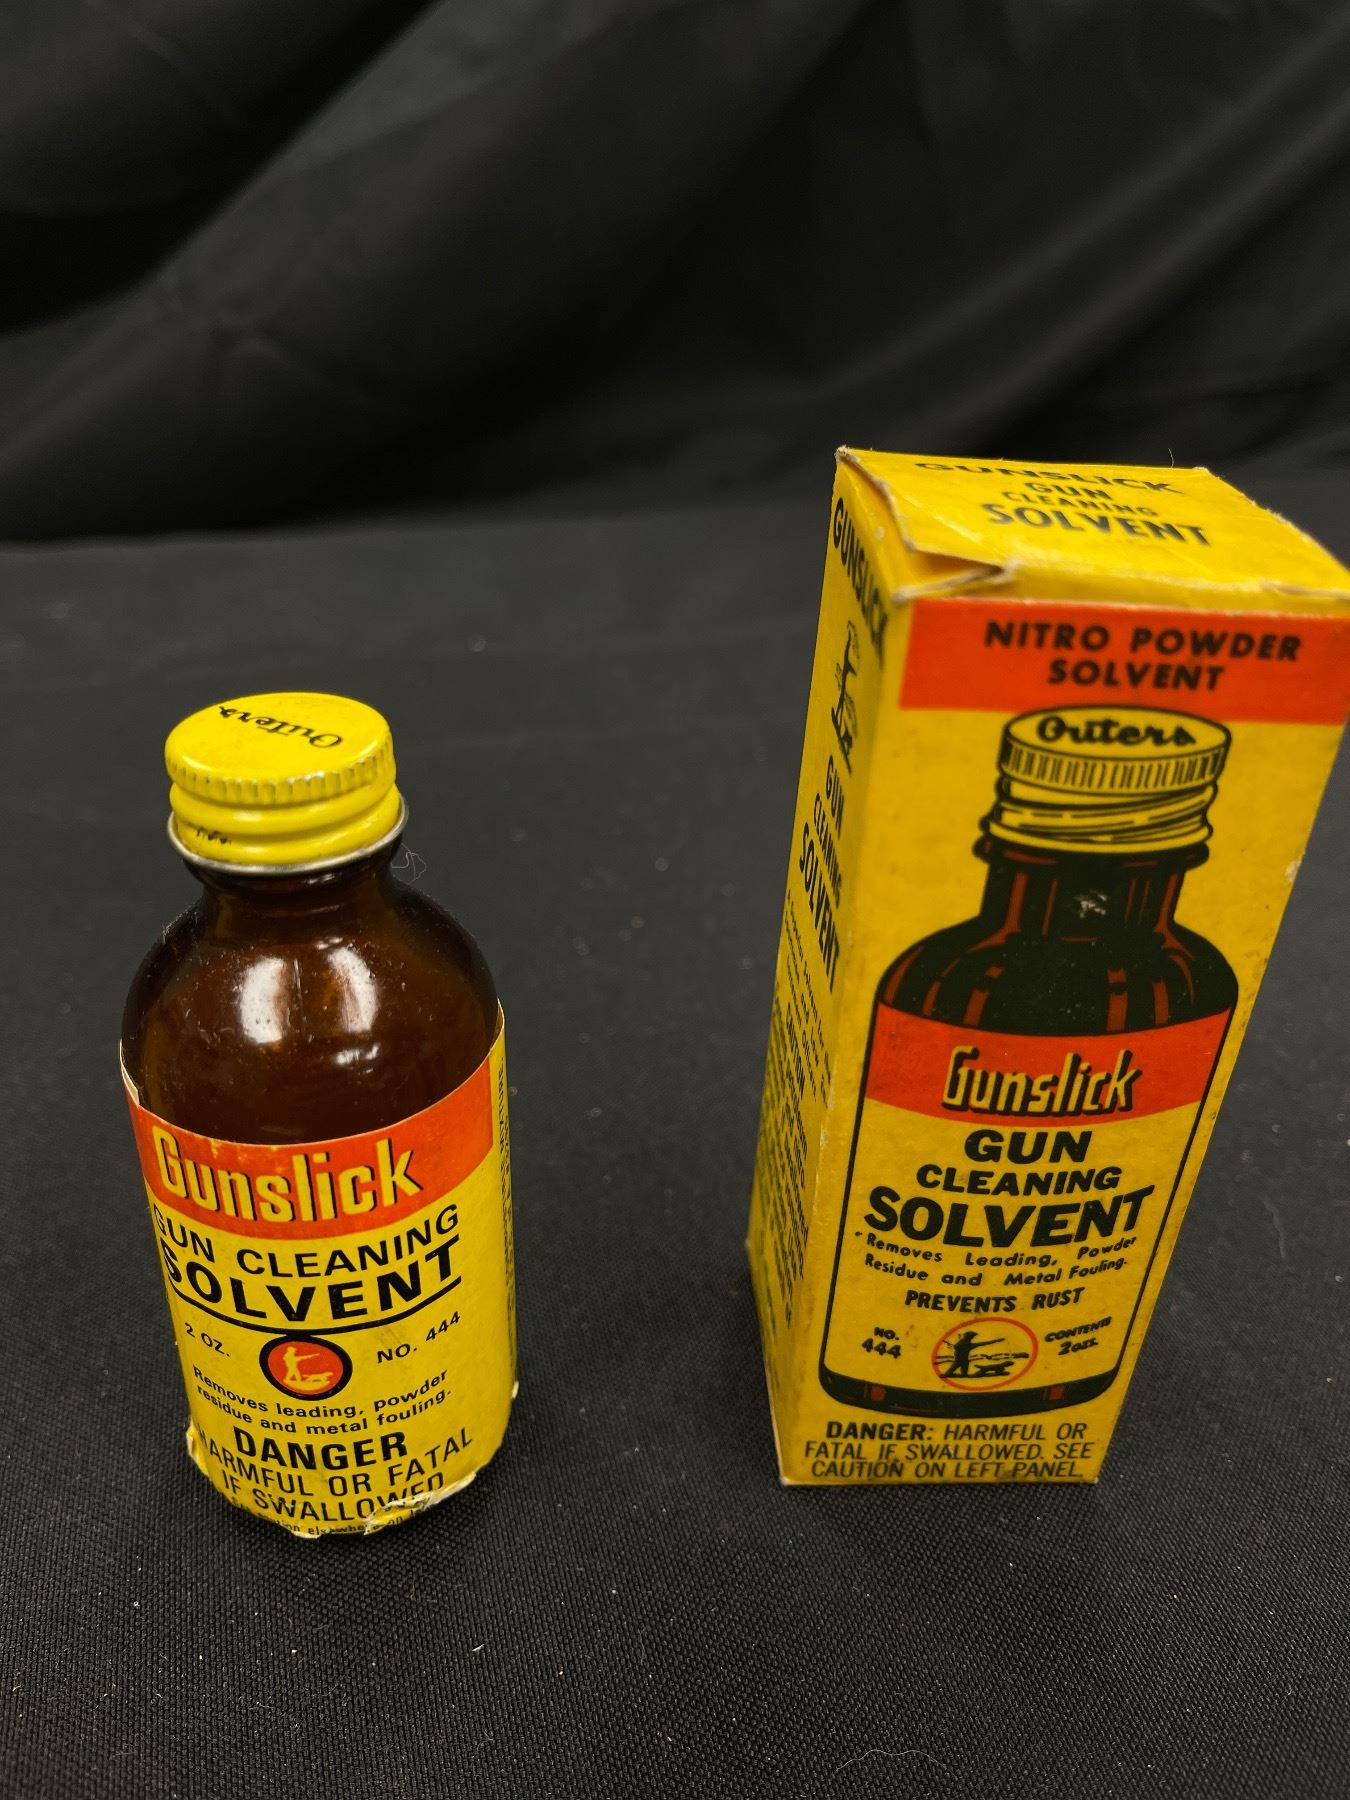 Outers
Gunslick
GUN CLEANING
SOLVENT
2 OZ.
NO. 444
Removes leading, powder
residue and metal fouling.
DANGER
HARMFUL OR FATAL
IF SWALLOWED
elsewhere on
GUNSLICK
GUN
CLEANING
SOLVENT
NITRO POWDER
SOLVENT
Outers
Gunslick
GUN
CLEANING
SOLVENT
Removes Leading, Powder
Residue and Metal Fouling.
PREVENTS RUST
NO.
444
CONTENTS
2ozs.
DANGER: HARMFUL OR
FATAL IF SWALLOWED. SEE
CAUTION ON LEFT PANEL.
GUNSLICK
GUN
CLEANING
SOLVENT
CAUTION